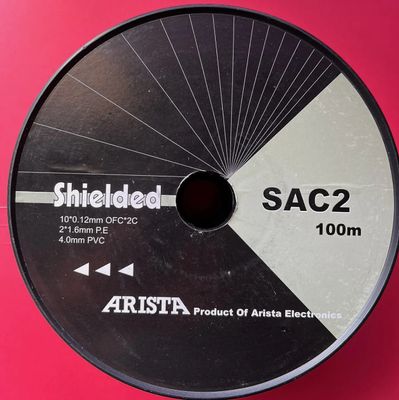 Shielded
SAC2
10*0.12mm OFC*2C
100m
2*1.6mm P.E
4.0mm PVC
ARISTA Product Of Arista Electronics